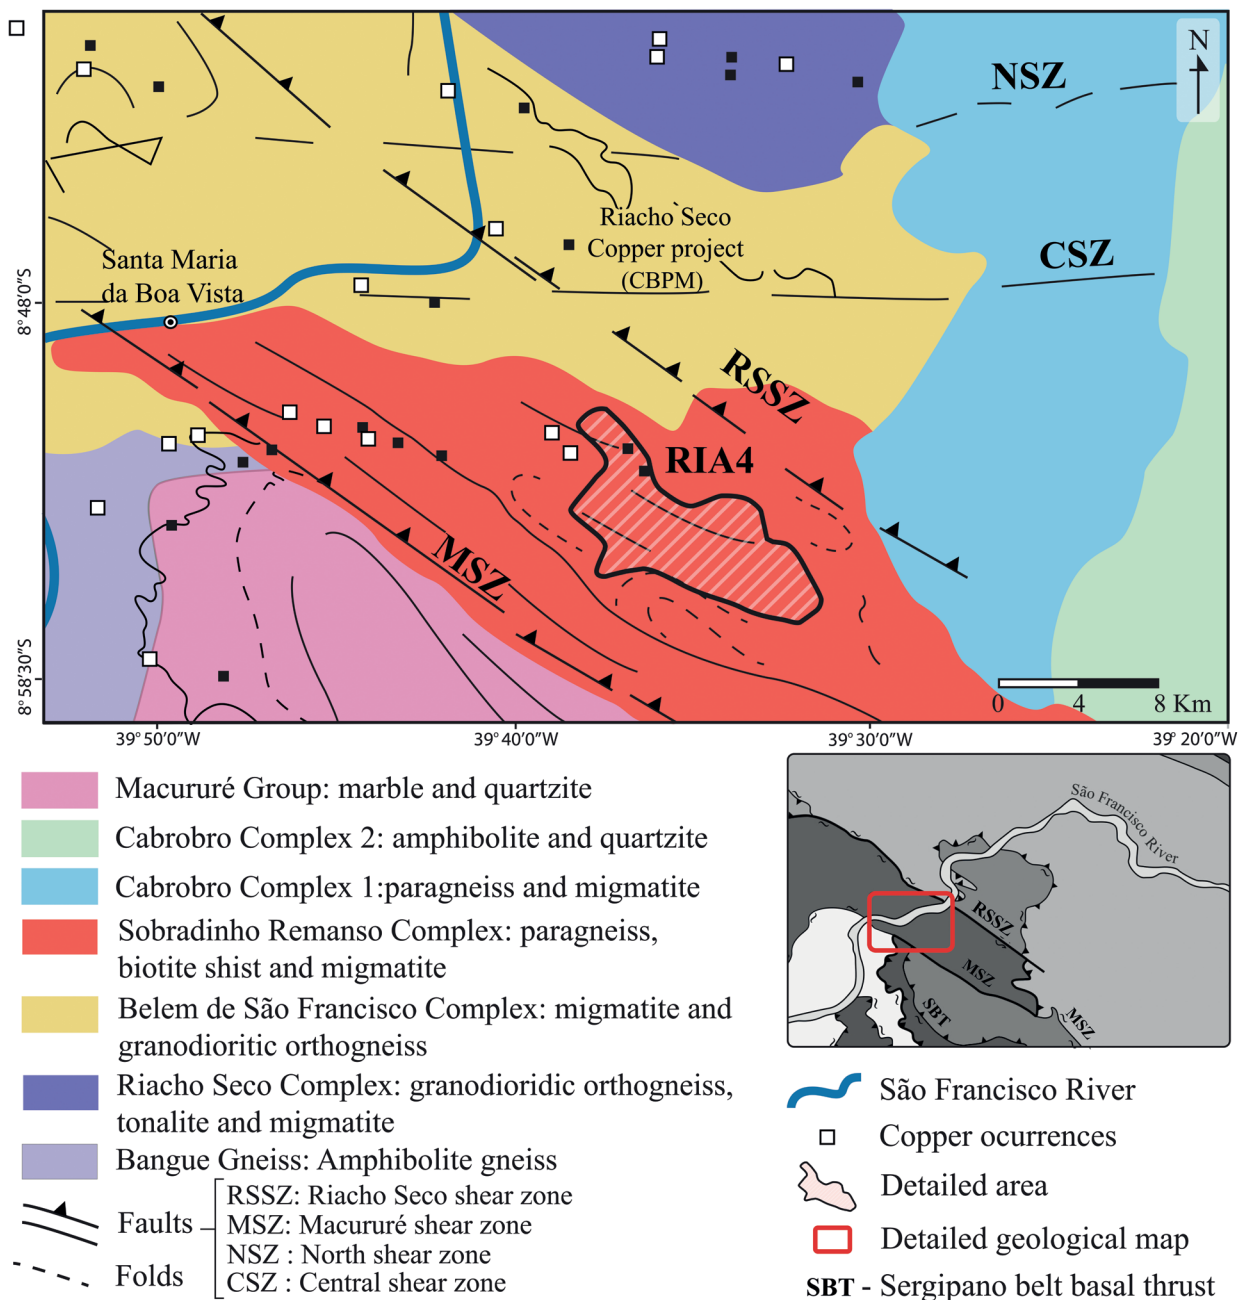 N
NSZ
CSZ
Riacho Seco
Copper project
(CBPM)
Santa Maria
da Boa Vista
8°48'0"S
RSSZ
RIA4
MSZ
8°58'30"S
0 4 8 Km
39°50'0"W 39°40'0"W 39°30'0"W 39°20'0"W
Macururé Group: marble and quartzite
Cabrobro Complex 2: amphibolite and quartzite
Cabrobro Complex 1:paragneiss and migmatite
Sobradinho Remanso Complex: paragneiss,
biotite shist and migmatite
Belem de São Francisco Complex: migmatite and
granodioritic orthogneiss
Riacho Seco Complex: granodioridic orthogneiss,
tonalite and migmatite
Bangue Gneiss: Amphibolite gneiss
Faults
RSSZ: Riacho Seco shear zone
MSZ: Macururé shear zone
NSZ : North shear zone
CSZ : Central shear zone
Folds
São Francisco River
RSSZ
MSZ
SBT
MSZ
São Francisco River
Copper ocurrences
Detailed area
Detailed geological map
SBT - Sergipano belt basal thrust